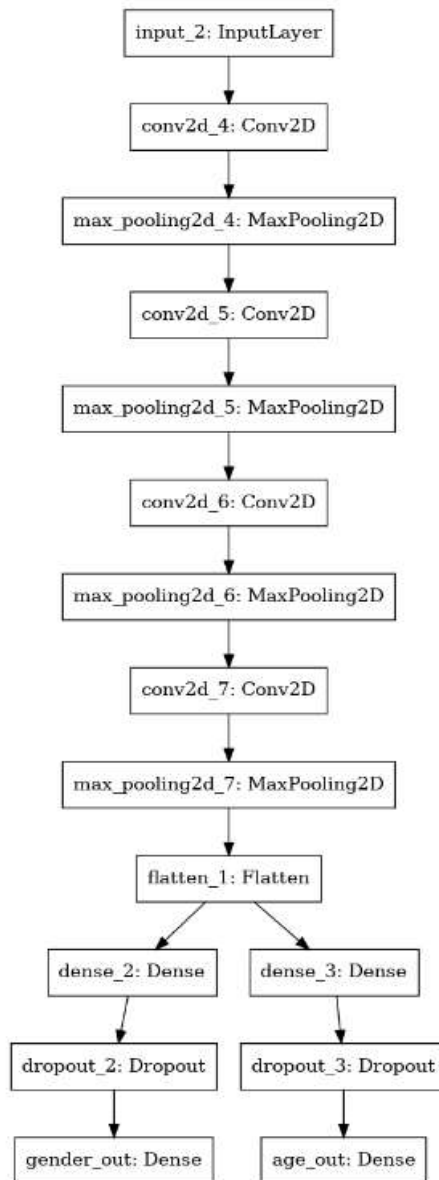 input_2: InputLayer
conv2d_4: Conv2D
max_pooling2d_4: MaxPooling2D
conv2d_5: Conv2D
max_pooling2d_5: MaxPooling2D
conv2d_6: Conv2D
max_pooling2d_6: MaxPooling2D
conv2d_7: Conv2D
max_pooling2d_7: MaxPooling2D
flatten_1: Flatten
dense_2: Dense
dense_3: Dense
dropout_2: Dropout
dropout_3: Dropout
gender_out: Dense
age_out: Dense